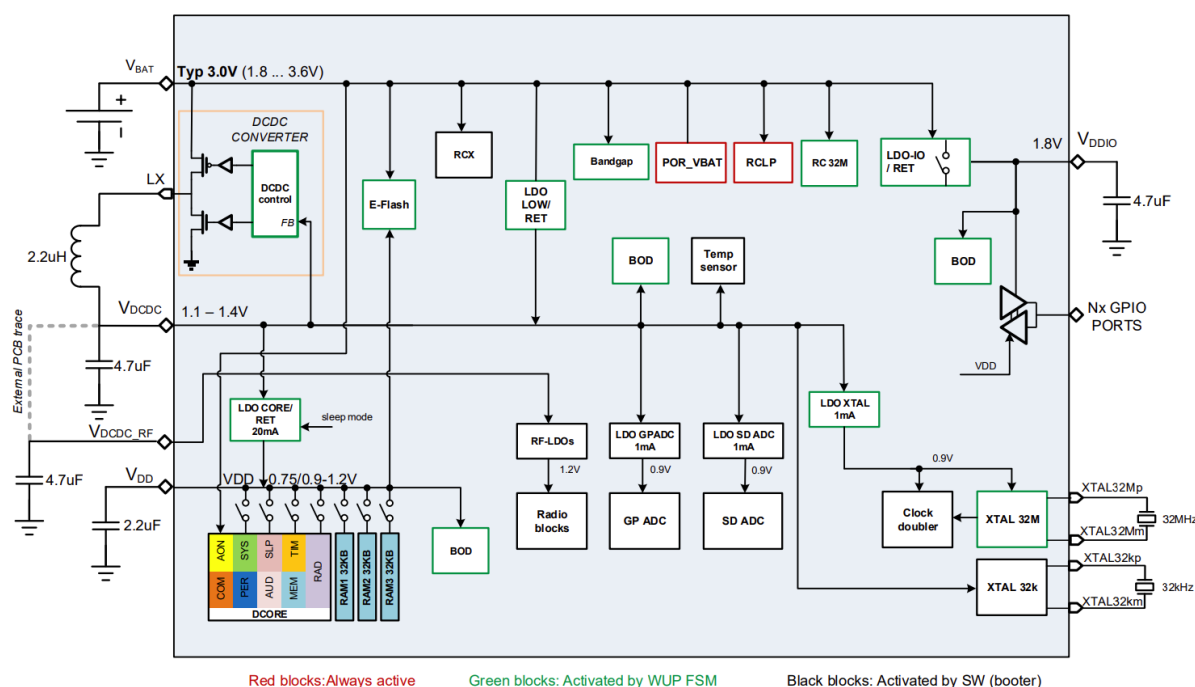 VBAT
Typ 3.0V (1.8 ... 3.6V)
+
DCDC
CONVERTER
DCDC
control
FB
LX
2.2uH
E-Flash
RCX
LDO
LOW/
RET
Bandgap
POR_VBAT
RCLP
RC 32M
LDO-IO
/ RET
1.8V
VDDIO
4.7uF
BOD
BOD
Temp
sensor
Nx GPIO
PORTS
VDD
VDCDC
1.1 – 1.4V
External PCB trace
4.7uF
LDO CORE/
RET
20mA
sleep mode
VDCDC_RF
4.7uF
VDD
VDD 0.75/0.9-1.2V
2.2uF
RF-LDOs
1.2V
Radio
blocks
LDO GPADC
1mA
0.9V
GP ADC
LDO SD ADC
1mA
0.9V
SD ADC
LDO XTAL
1mA
0.9V
Clock
doubler
XTAL 32M
XTAL32Mp
32MHz
XTAL32Mm
XTAL 32k
XTAL32kp
32kHz
XTAL32km
BOD
AON
SYS
SLP
TIM
RAD
COM
PER
AUD
MEM
DCORE
RAM1 32KB
RAM2 32KB
RAM3 32KB
Red blocks:Always active
Green blocks: Activated by WUP FSM
Black blocks: Activated by SW (booter)